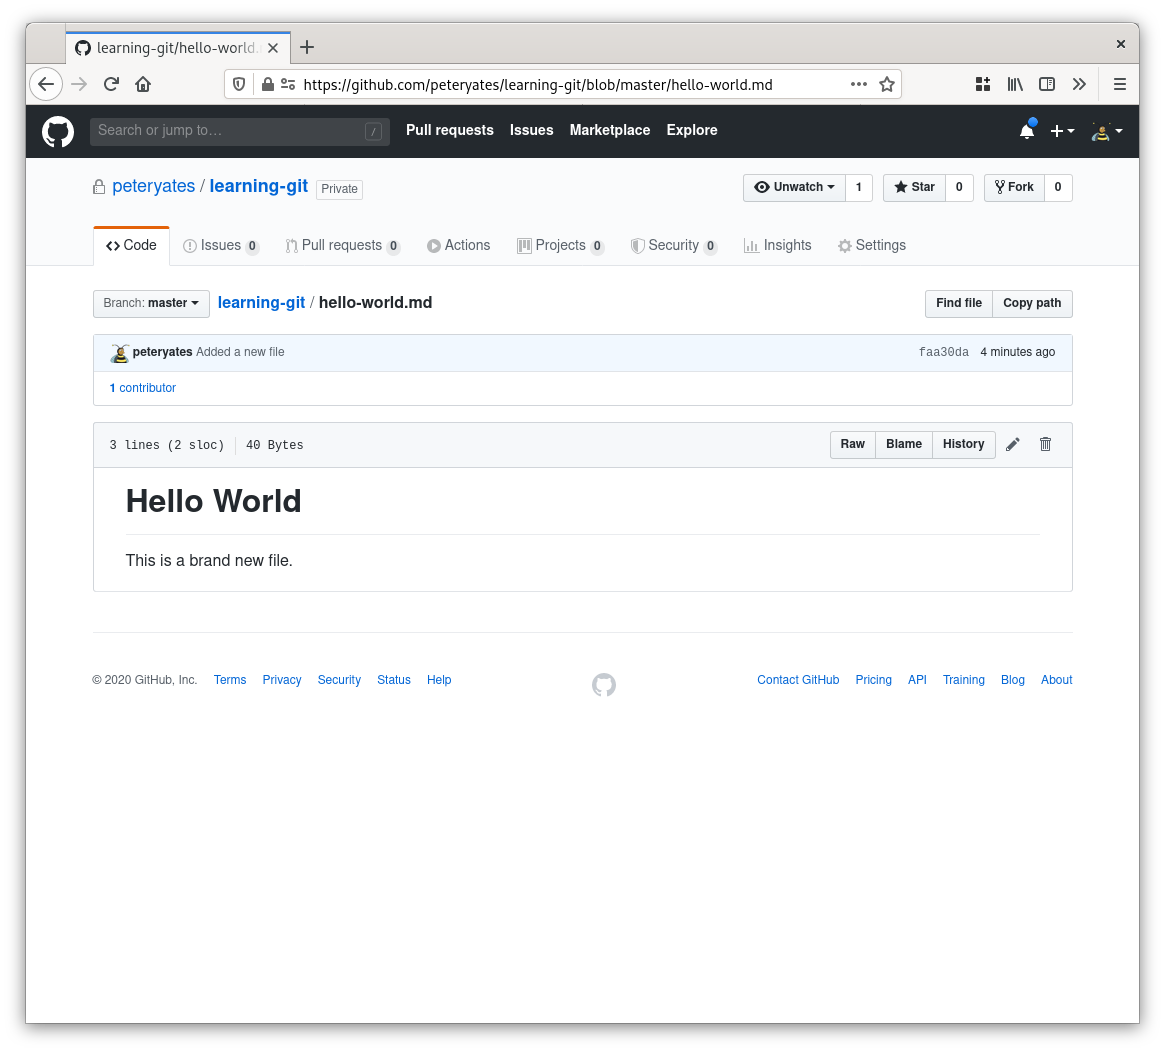 learning-git/hello-world.
https://github.com/peteryates/learning-git/blob/master/hello-world.md
Search or jump to… / Pull requests Issues Marketplace Explore
peteryates / learning-git Private Unwatch 1 Star 0 Fork 0
Code Issues 0 Pull requests 0 Actions Projects 0 Security 0 Insights Settings
Branch: master learning-git / hello-world.md Find file Copy path
peteryates Added a new file faa30da 4 minutes ago
1 contributor
3 lines (2 sloc) 40 Bytes Raw Blame History
Hello World
This is a brand new file.
© 2020 GitHub, Inc. Terms Privacy Security Status Help Contact GitHub Pricing API Training Blog About